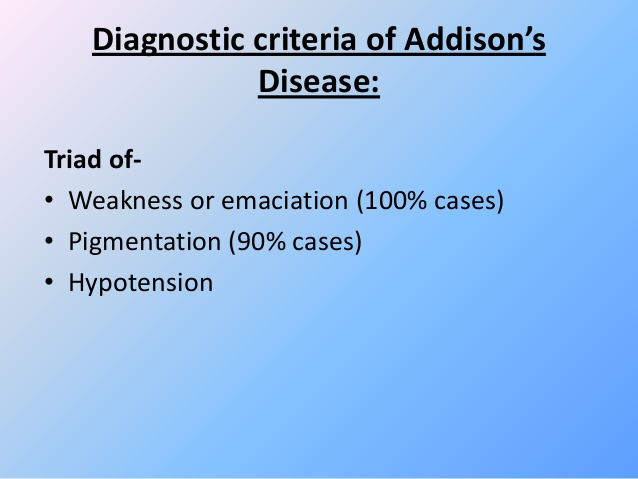 Diagnostic criteria of Addison’s
Disease:
Triad of-
• Weakness or emaciation (100% cases)
• Pigmentation (90% cases)
• Hypotension